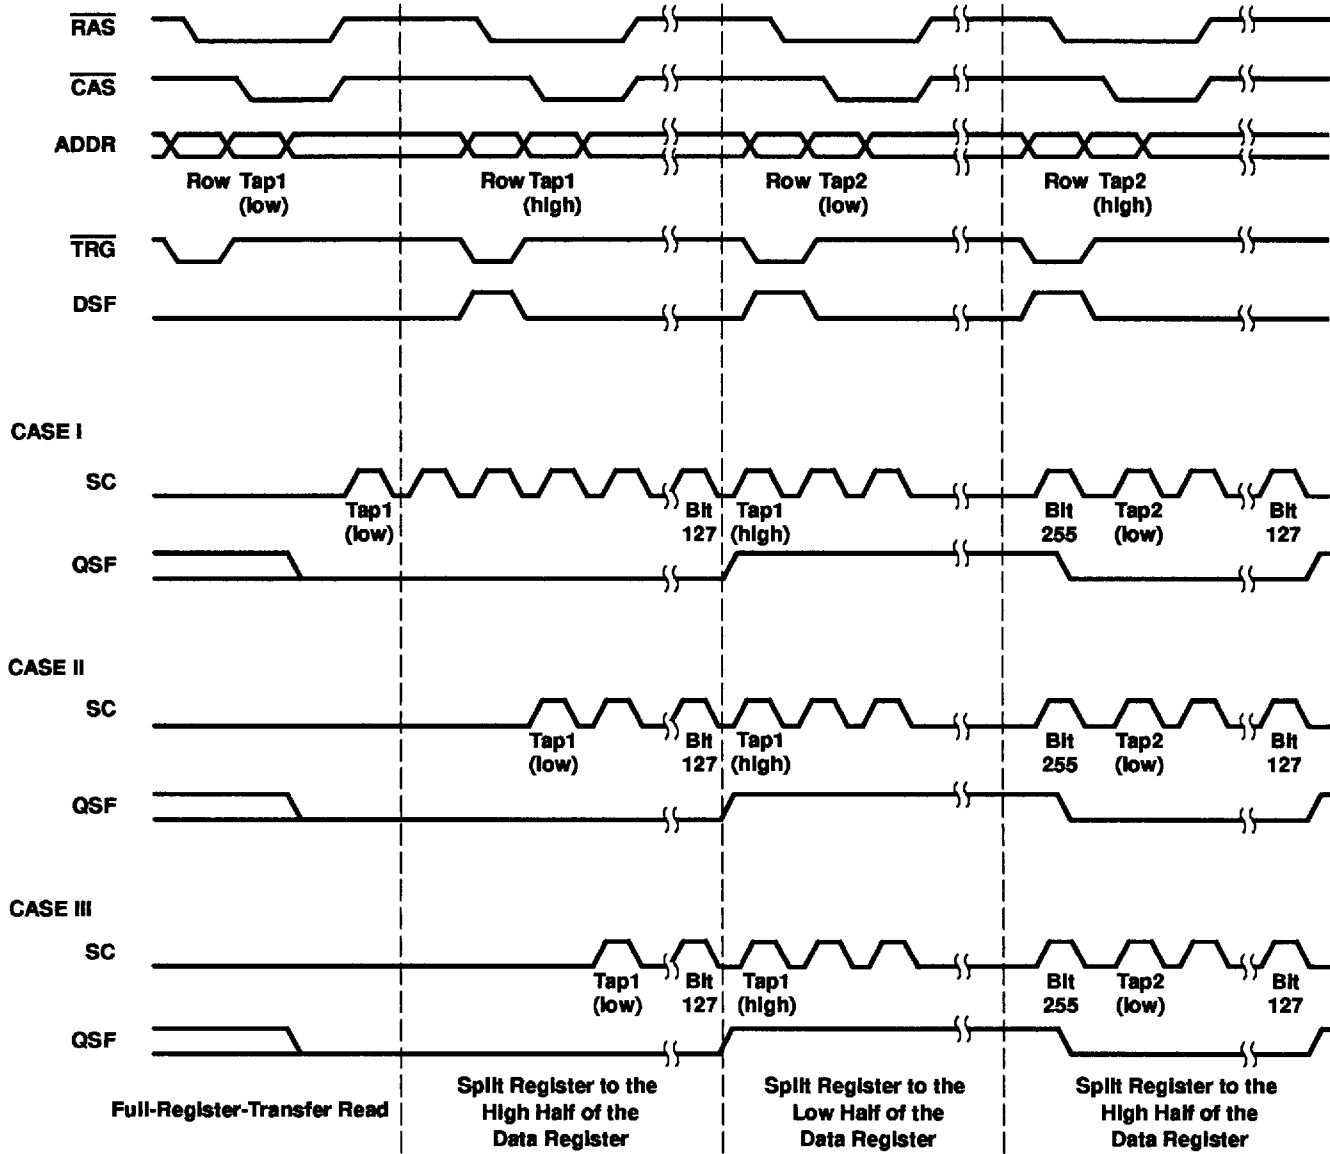 RAS
CAS
ADDR
Row Tap1 (low)
Row Tap1 (high)
Row Tap2 (low)
Row Tap2 (high)
TRG
DSF
CASE I
SC
Tap1 (low)
Bit 127
Tap1 (high)
Bit 255
Tap2 (low)
Bit 127
QSF
CASE II
SC
Tap1 (low)
Bit 127
Tap1 (high)
Bit 255
Tap2 (low)
Bit 127
QSF
CASE III
SC
Tap1 (low)
Bit 127
Tap1 (high)
Bit 255
Tap2 (low)
Bit 127
QSF
Full-Register-Transfer Read
Split Register to the
High Half of the
Data Register
Split Register to the
Low Half of the
Data Register
Split Register to the
High Half of the
Data Register